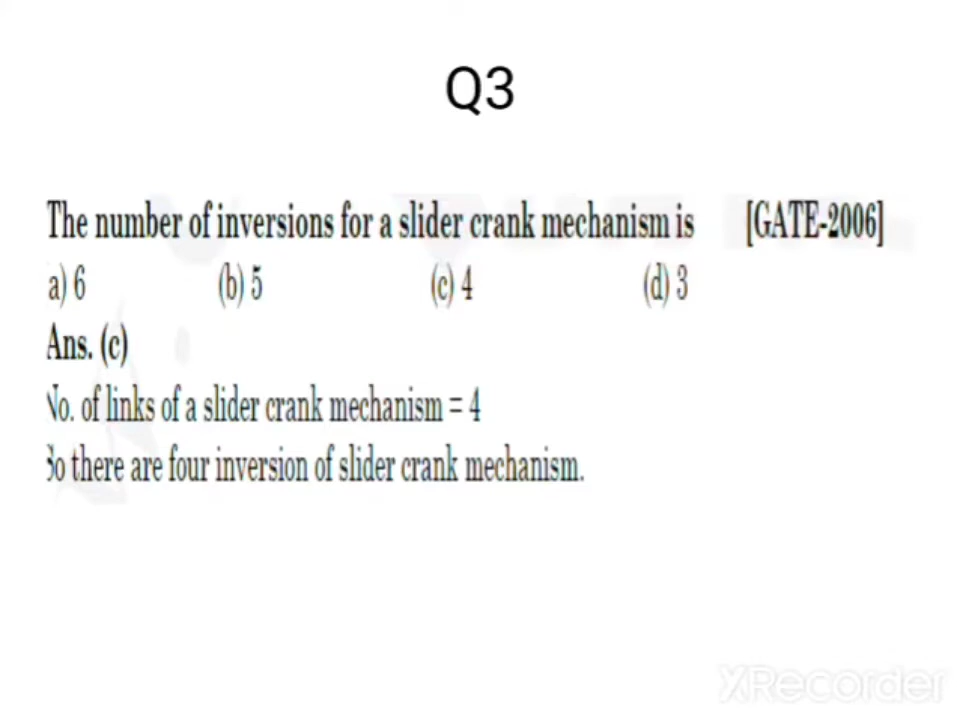 Q3
The number of inversions for a slider crank mechanism is [GATE-2006]
a) 6 (b) 5 (c) 4 (d) 3
Ans. (c)
No. of links of a slider crank mechanism = 4
So there are four inversion of slider crank mechanism.
XRecorder